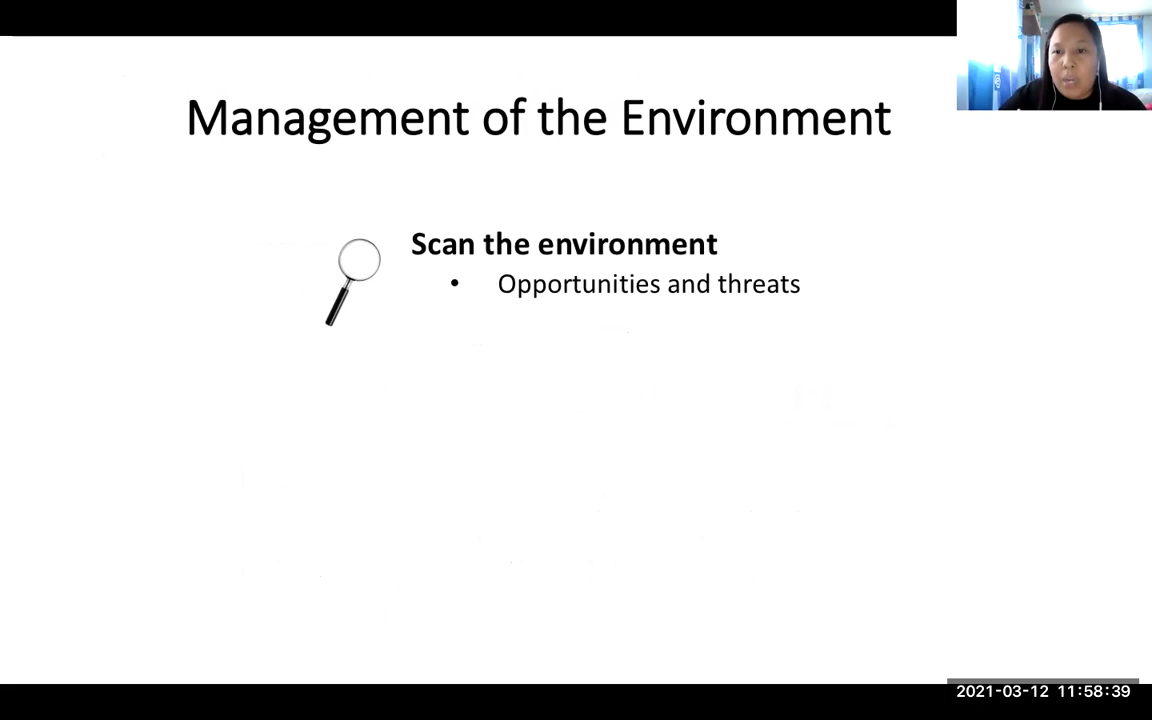 Management of the Environment
Scan the environment
• Opportunities and threats
2021-03-12 11:58:39